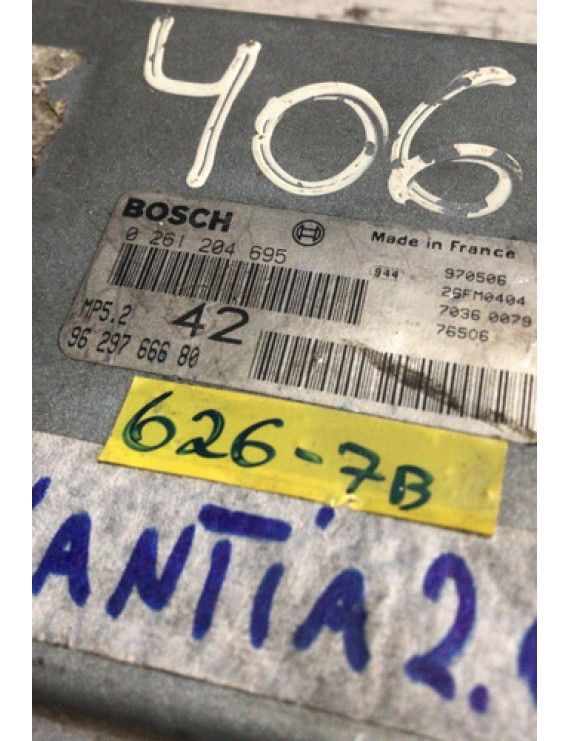 406
BOSCH
0 261 204 695
Made in France
944 970506
26FM0404
7036 0079
76506
MP5.2 42
96 297 666 80
626-7B
ANTIA 2.